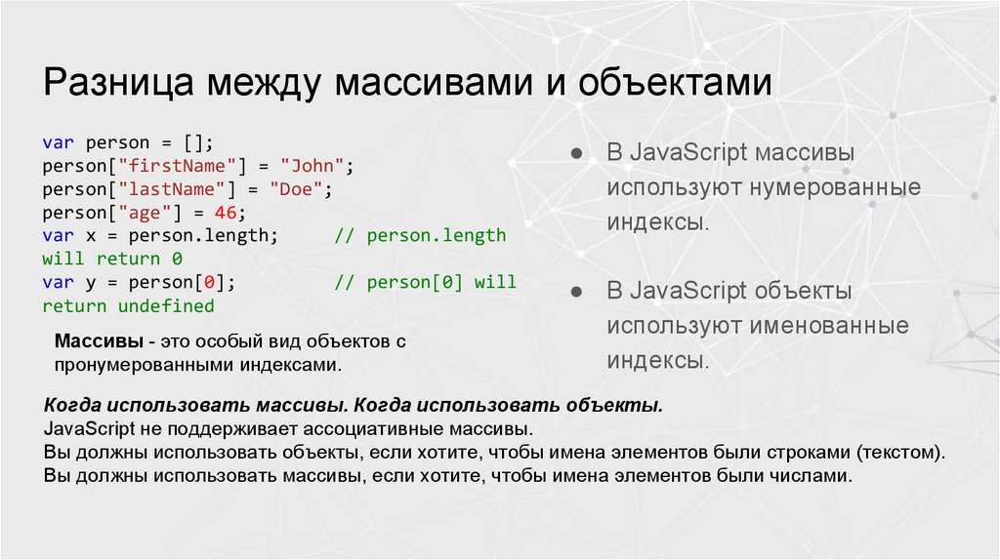 Разница между массивами и объектами
var person = [];
person["firstName"] = "John";
person["lastName"] = "Doe";
person["age"] = 46;
var x = person.length;      // person.length
will return 0
var y = person[0];          // person[0] will
return undefined
Массивы - это особый вид объектов с
пронумерованными индексами.
● В JavaScript массивы
используют нумерованные
индексы.
● В JavaScript объекты
используют именованные
индексы.
Когда использовать массивы. Когда использовать объекты.
JavaScript не поддерживает ассоциативные массивы.
Вы должны использовать объекты, если хотите, чтобы имена элементов были строками (текстом).
Вы должны использовать массивы, если хотите, чтобы имена элементов были числами.